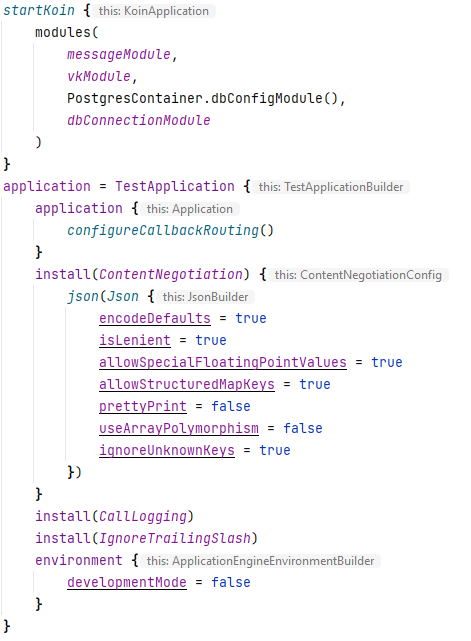 startKoin { this: KoinApplication
    modules(
        messageModule,
        vkModule,
        PostgresContainer.dbConfigModule(),
        dbConnectionModule
    )
}
application = TestApplication { this: TestApplicationBuilder
    application { this: Application
        configureCallbackRouting()
    }
    install(ContentNegotiation) { this: ContentNegotiationConfig
        json(Json { this: JsonBuilder
            encodeDefaults = true
            isLenient = true
            allowSpecialFloatingPointValues = true
            allowStructuredMapKeys = true
            prettyPrint = false
            useArrayPolymorphism = false
            ignoreUnknownKeys = true
        })
    }
    install(CallLogging)
    install(IgnoreTrailingSlash)
    environment { this: ApplicationEngineEnvironmentBuilder
        developmentMode = false
    }
}